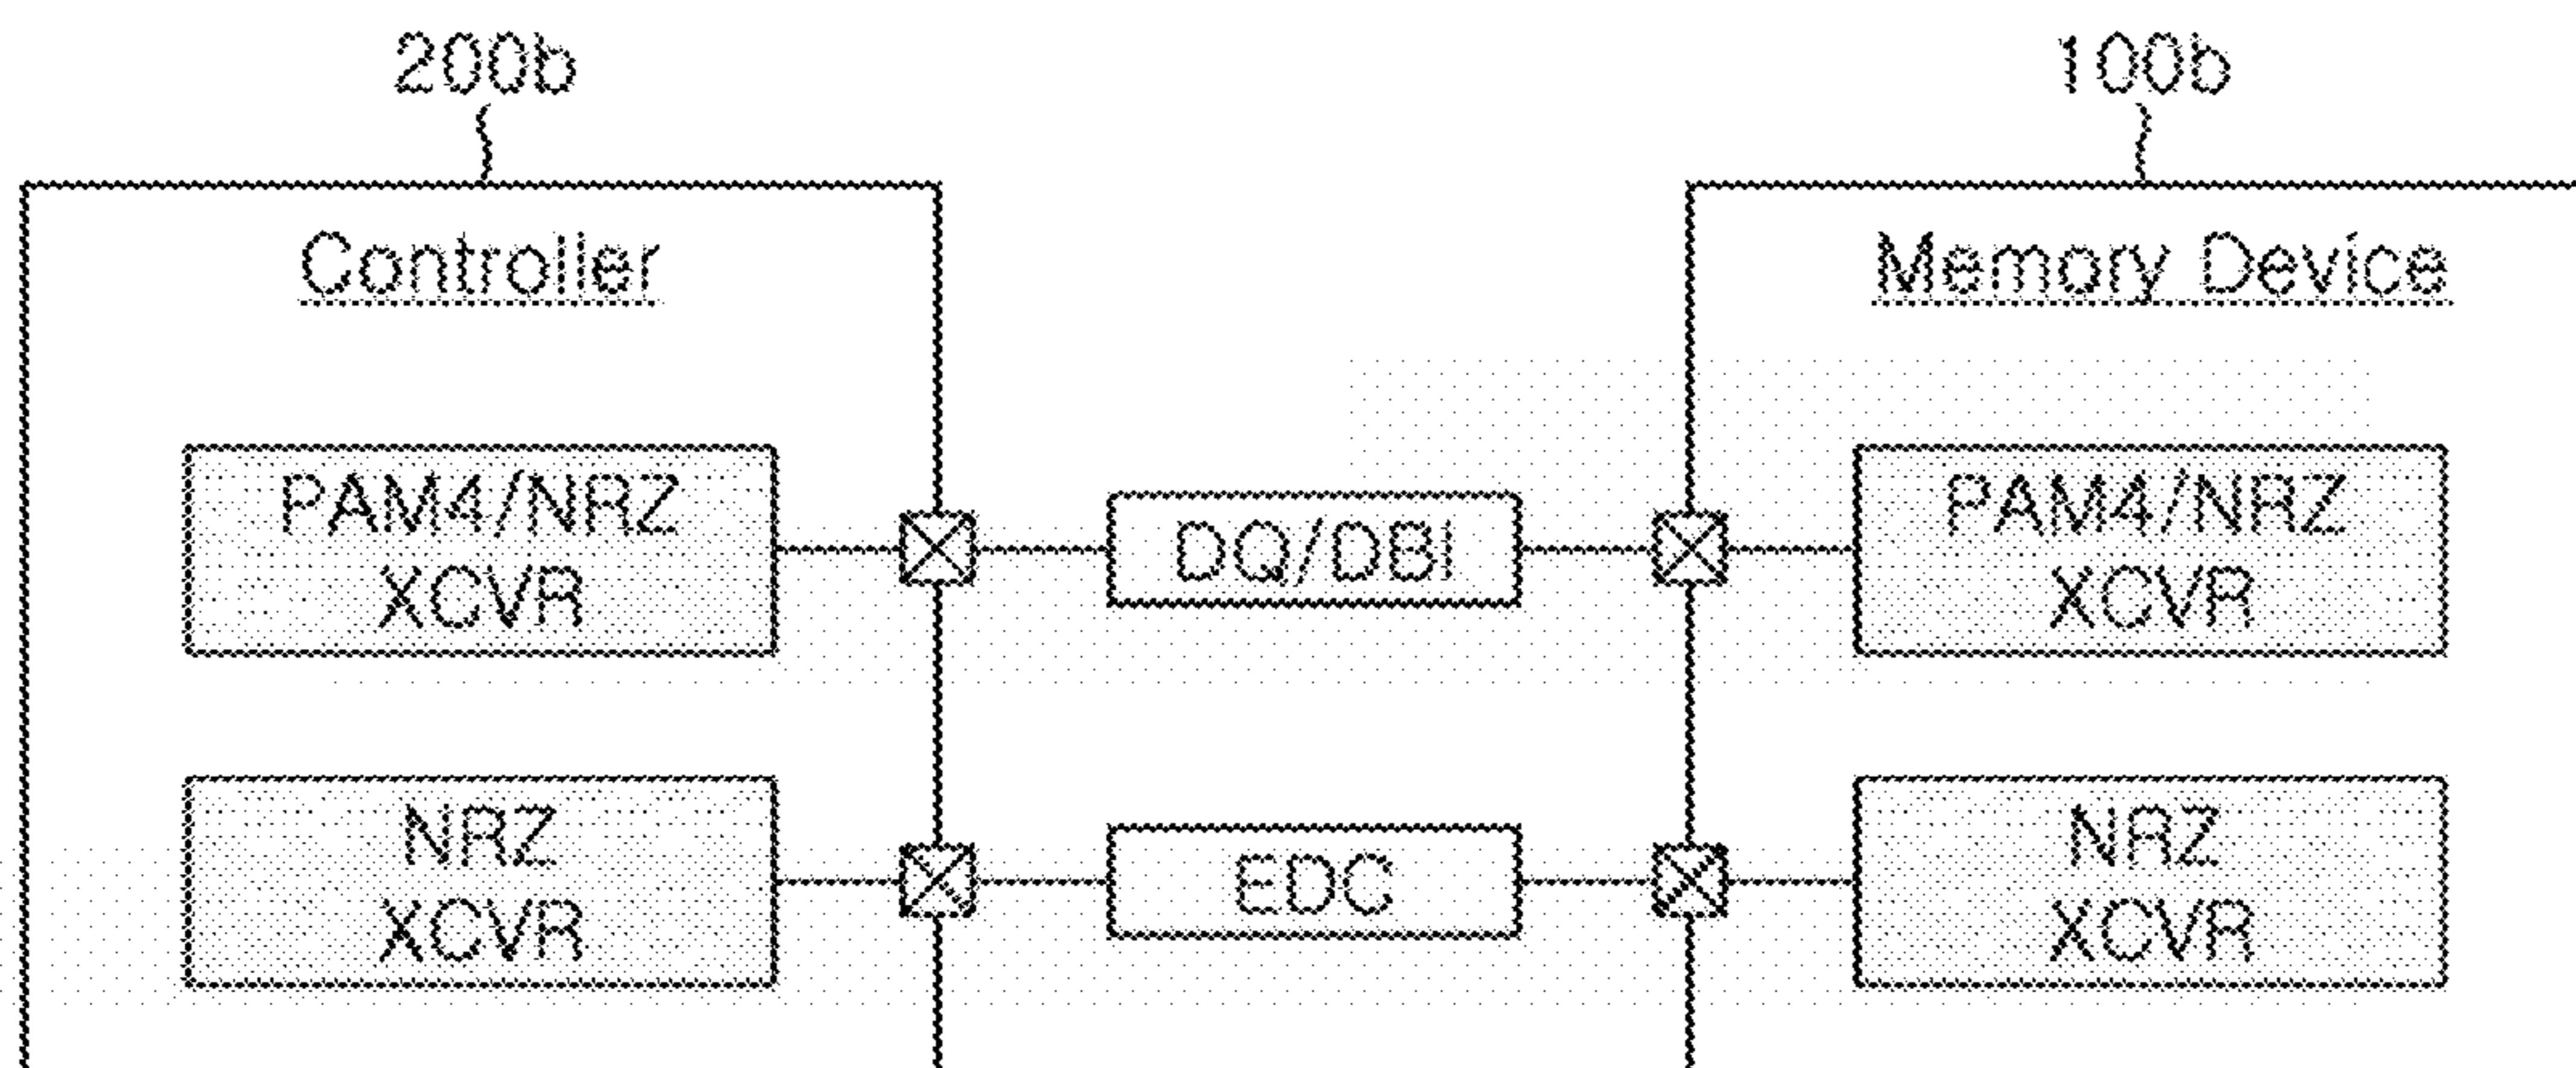 200b
100b
Controller
Memory Device
PAM4/NRZ
XCVR
DQ/DBI
PAM4/NRZ
XCVR
NRZ
XCVR
EDC
NRZ
XCVR